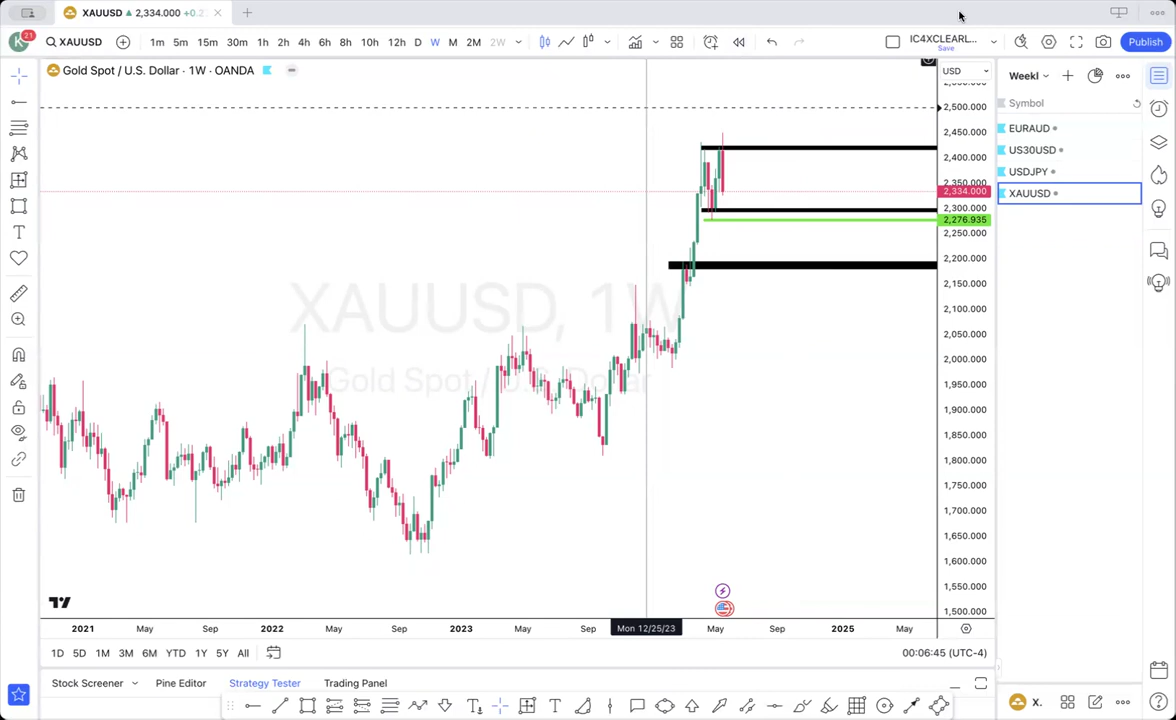 XAUUSD ▲ 2,334.000 +0.2
K 21 XAUUSD 1m 5m 15m 30m 1h 2h 4h 6h 8h 10h 12h D W M 2M 2W IC4XCLEARL... Save Publish
Gold Spot / U.S. Dollar · 1W · OANDA
USD
2,500.000
2,450.000
2,400.000
2,350.000
2,334.000
2,300.000
2,276.935
2,250.000
2,200.000
2,150.000
2,100.000
2,050.000
2,000.000
1,950.000
1,900.000
1,850.000
1,800.000
1,750.000
1,700.000
1,650.000
1,600.000
1,550.000
1,500.000
XAUUSD, 1W
Gold Spot / U.S. Dollar
2021 May Sep 2022 May Sep 2023 May Sep Mon 12/25/23 May Sep 2025 May
1D 5D 1M 3M 6M YTD 1Y 5Y All 00:06:45 (UTC-4)
Stock Screener Pine Editor Strategy Tester Trading Panel
Weekl
Symbol
EURAUD
US30USD
USDJPY
XAUUSD
X.